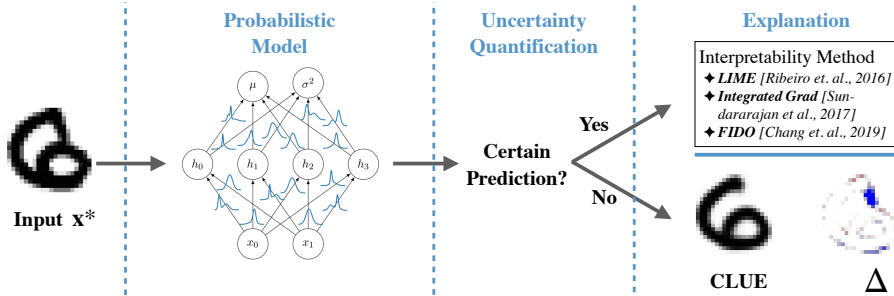 Probabilistic
Model
Uncertainty
Quantification
Explanation
Input x*
μ
σ²
h₀
h₁
h₂
h₃
x₀
x₁
Certain
Prediction?
Yes
No
Interpretability Method
✦LIME [Ribeiro et. al., 2016]
✦Integrated Grad [Sun-
dararajan et al., 2017]
✦FIDO [Chang et. al., 2019]
CLUE
Δ